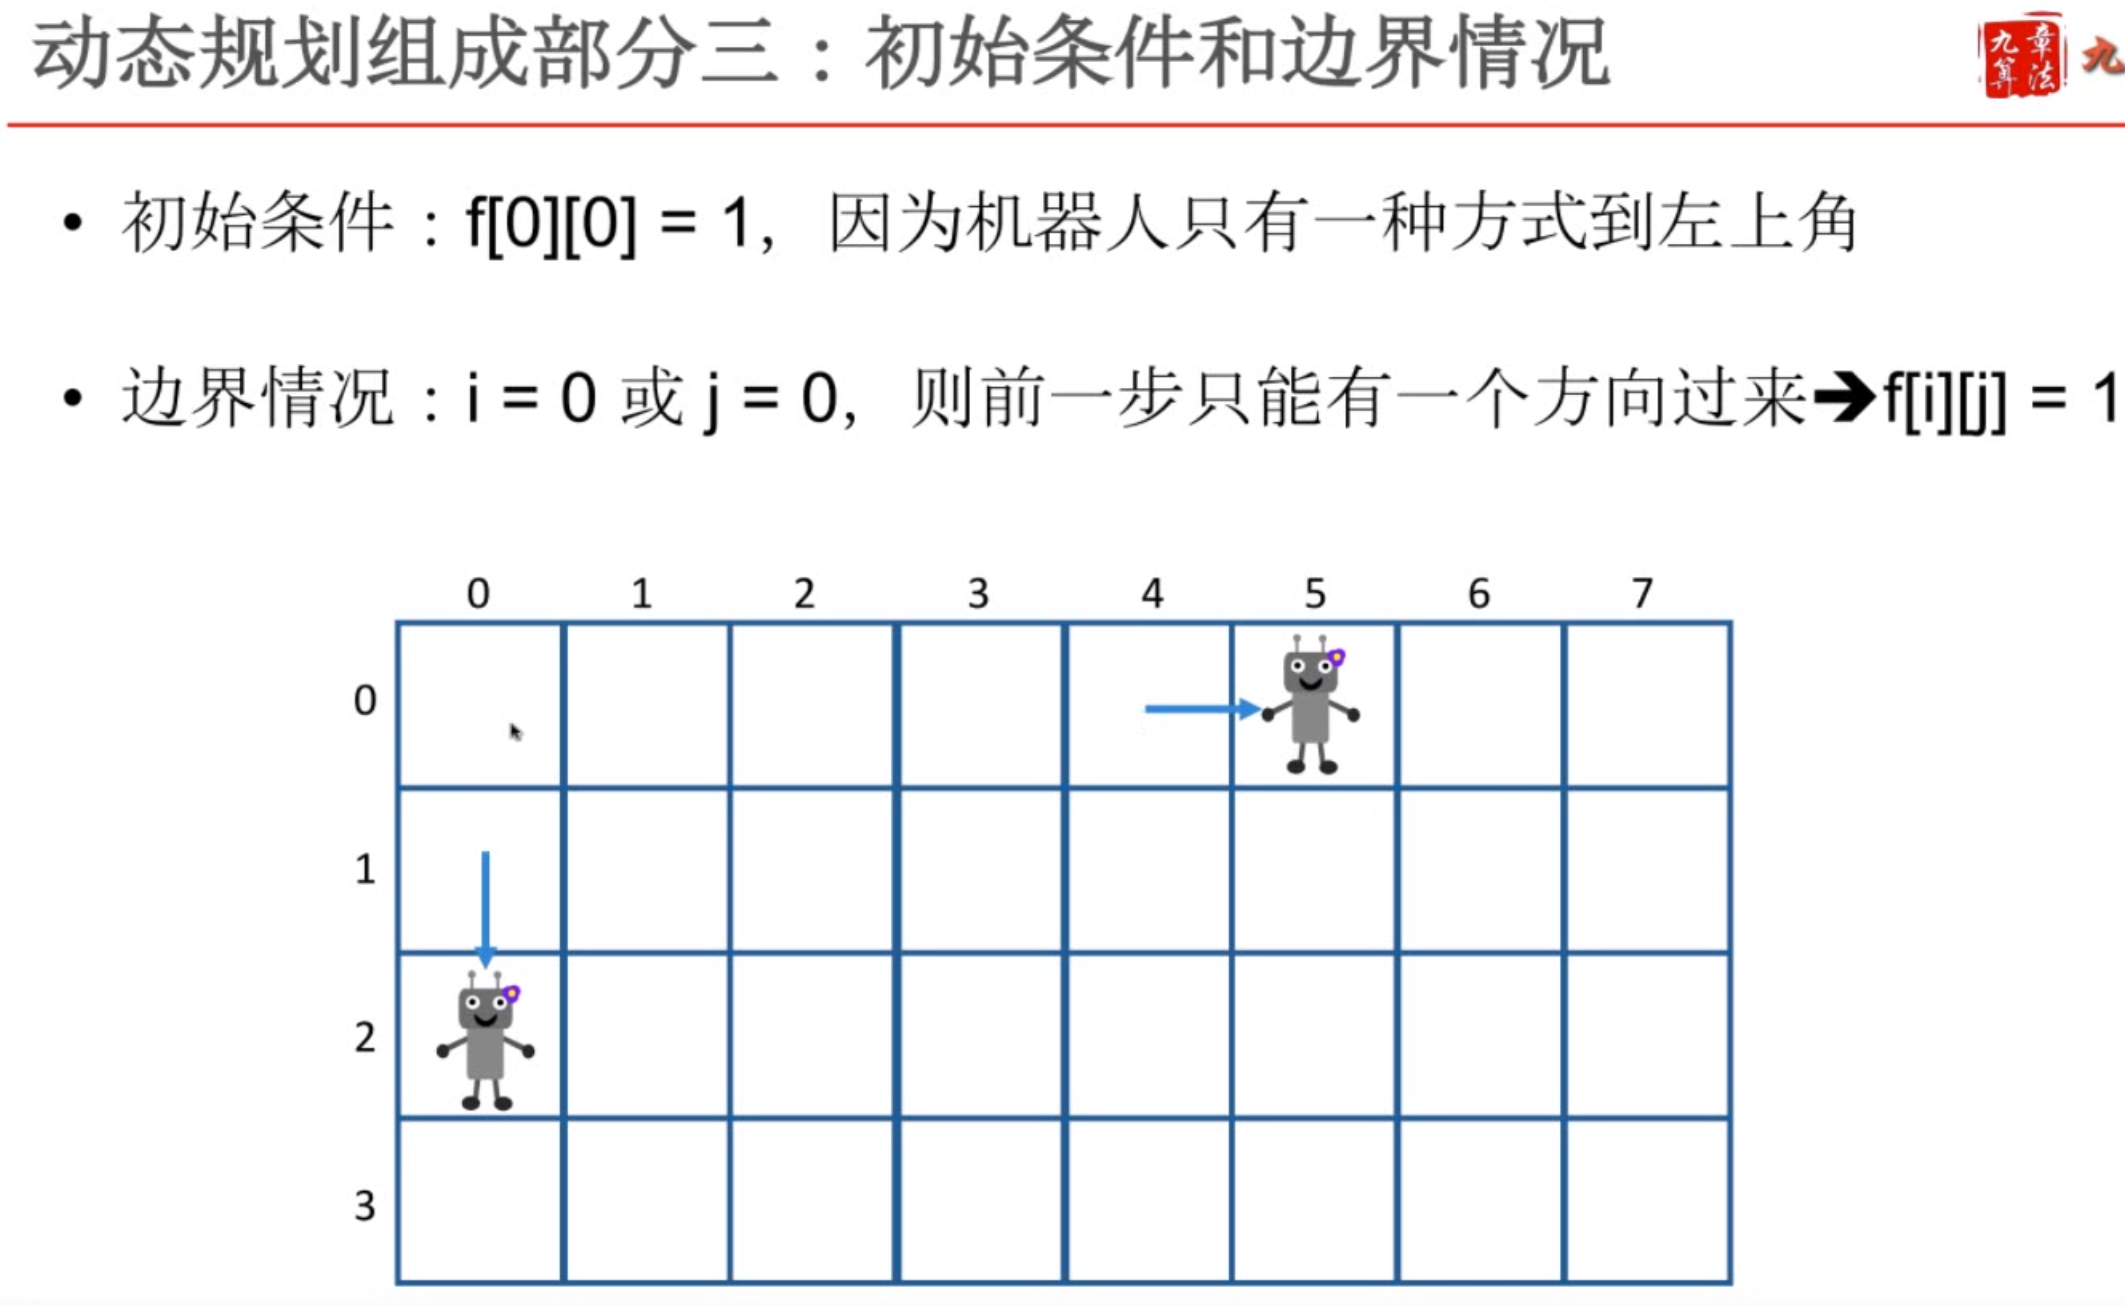 动态规划组成部分三：初始条件和边界情况
九章
算法
九
• 初始条件：f[0][0] = 1, 因为机器人只有一种方式到左上角
• 边界情况：i = 0 或 j = 0, 则前一步只能有一个方向过来➔f[i][j] = 1
0 1 2 3 4 5 6 7
0
1
2
3